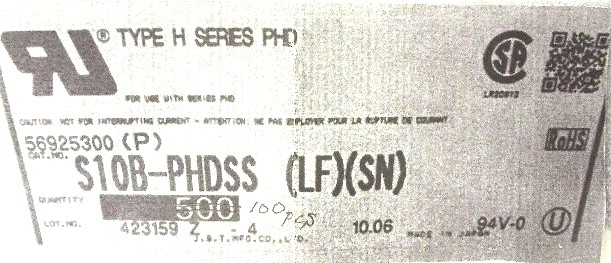 ® TYPE H SERIES PHD
LR20812
FOR USE WITH SERIES PHD
CAUTION: NOT FOR INTERRUPTING CURRENT - ATTENTION: NE PAS EMPLOYER POUR LA RUPTURE DE COURANT
56925300 (P)
RoHS
CAT.NO. S10B-PHDSS (LF)(SN)
QUANTITY 500 100pcs
LOT.NO. 423159 Z - 4 10.06 MADE IN JAPAN 94V-0 U
J.S.T.MFG.CO.,LTD.